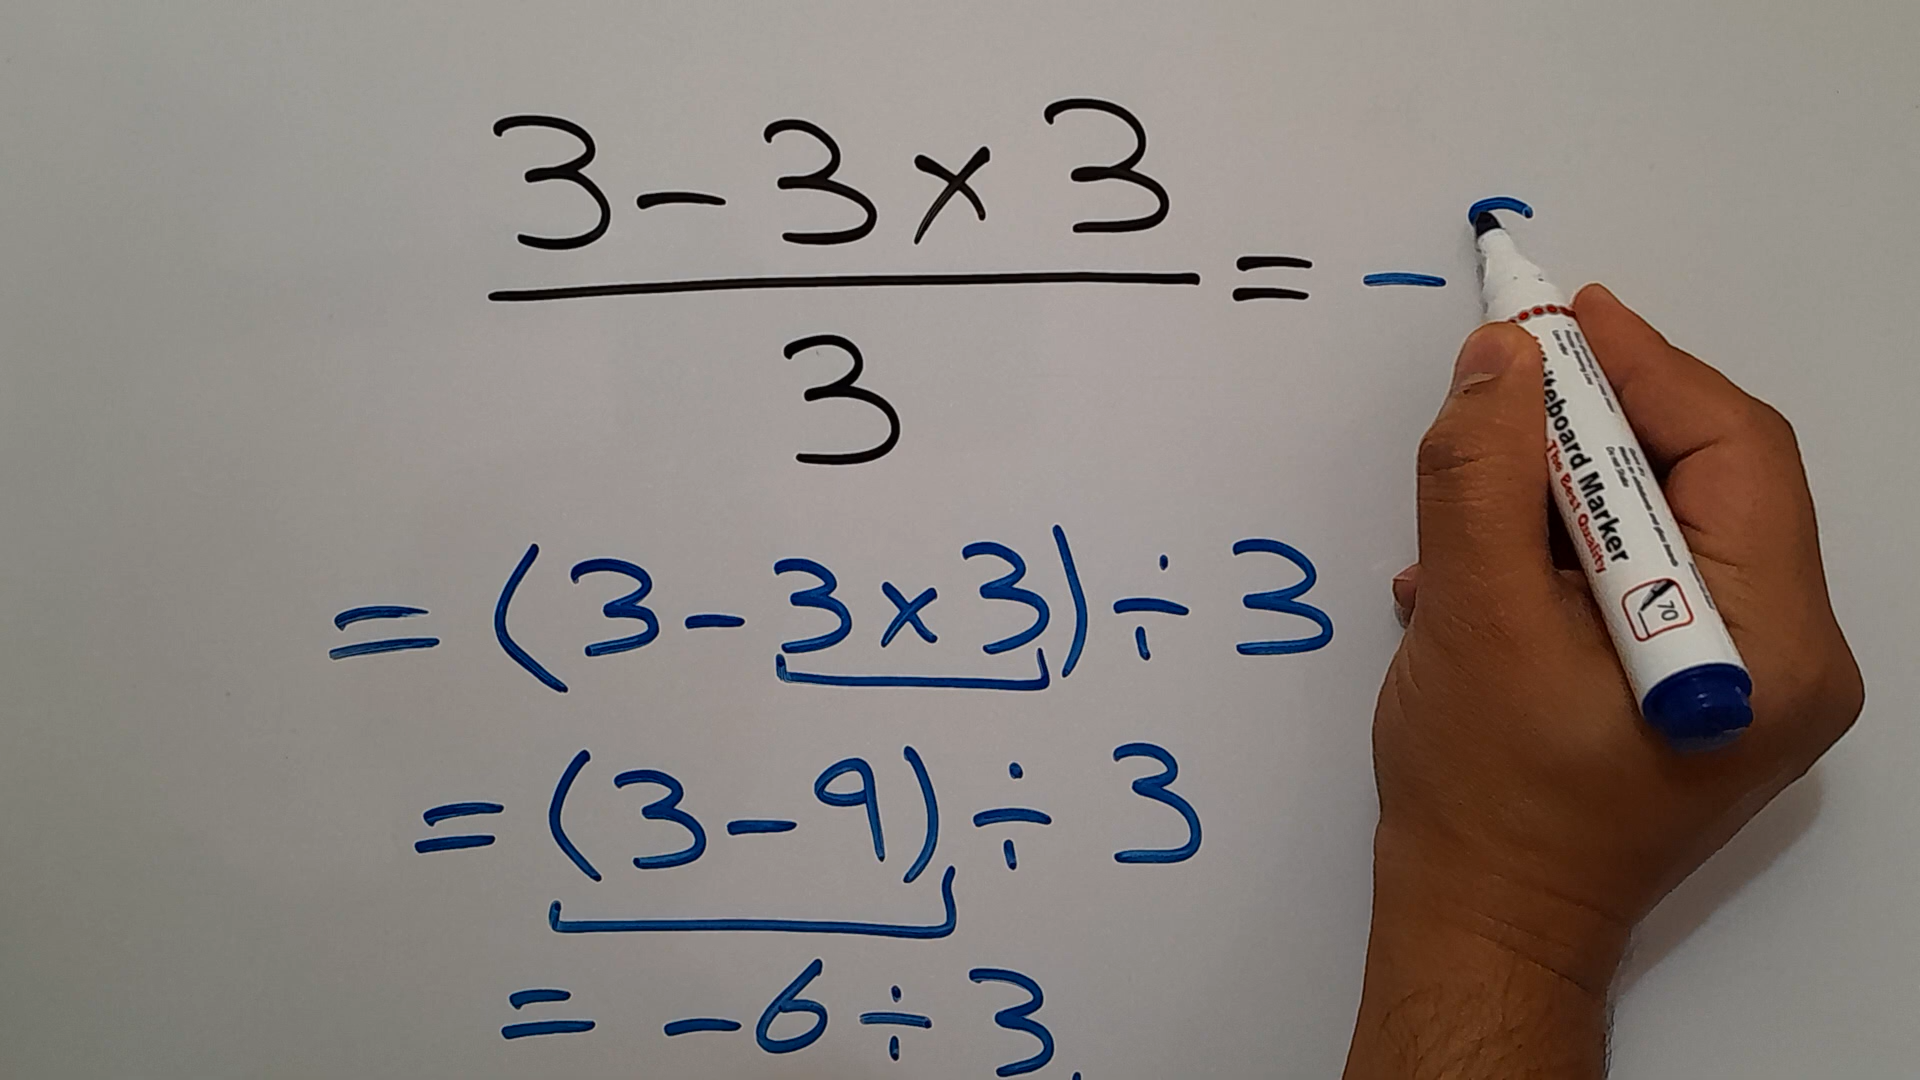 3 - 3 × 3
= -
3
= (3 - 3 × 3) ÷ 3
= (3 - 9) ÷ 3
= -6 ÷ 3
Whiteboard Marker
The Best Quality
70